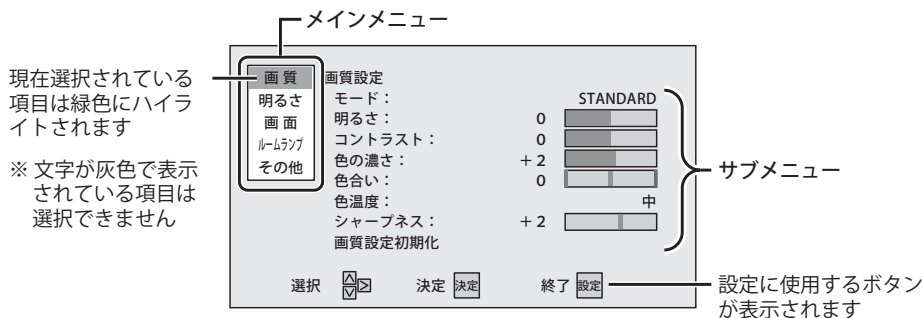 メインメニュー
現在選択されている
項目は緑色にハイラ
イトされます
※ 文字が灰色で表示
されている項目は
選択できません
画 質
明るさ
画 面
ルームランプ
その他
画質設定
モード： STANDARD
明るさ： 0
コントラスト： 0
色の濃さ： ＋2
色合い： 0
色温度： 中
シャープネス： ＋2
画質設定初期化
サブメニュー
選択 決定 決定 終了 設定
設定に使用するボタン
が表示されます